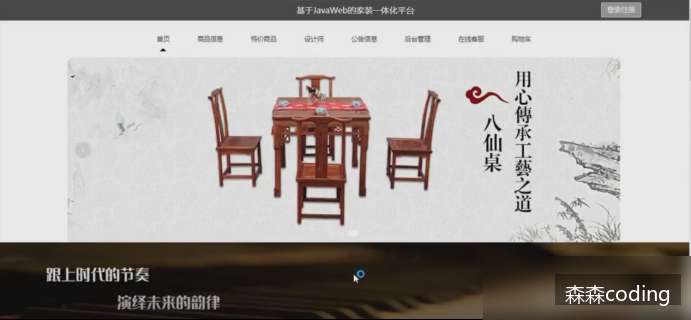 基于JavaWeb的家装一体化平台
登录/注册
首页 商品信息 特价商品 设计师 公告信息 后台管理 在线客服 购物车
用心傳承工藝之道
八仙桌
跟上时代的节奏
演绎未来的韵律
森森coding